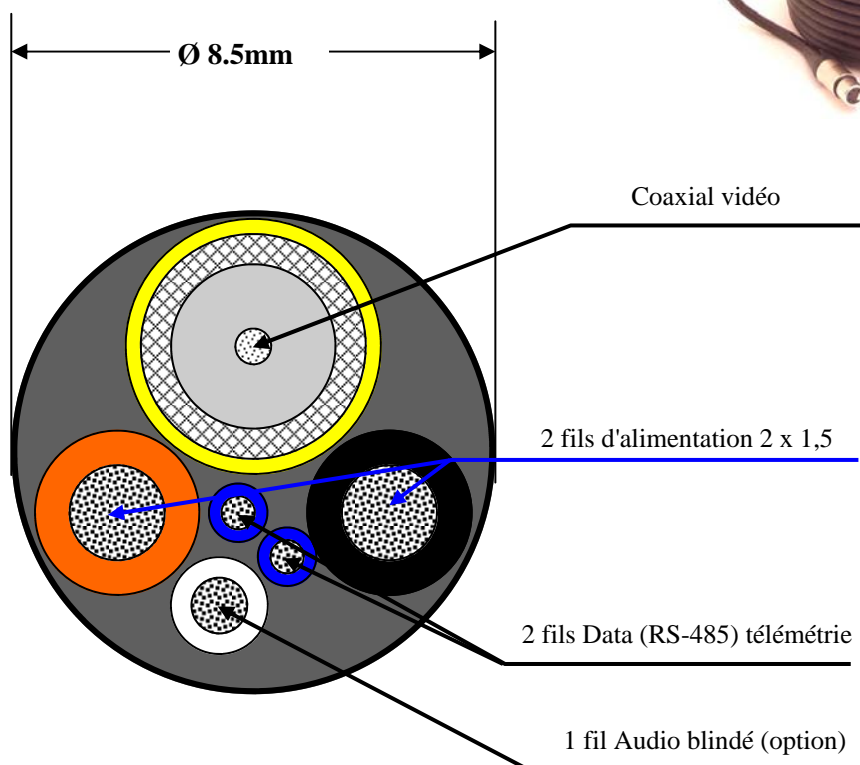 Ø 8.5mm
Coaxial vidéo
2 fils d'alimentation 2 x 1,5
2 fils Data (RS-485) télémétrie
1 fil Audio blindé (option)